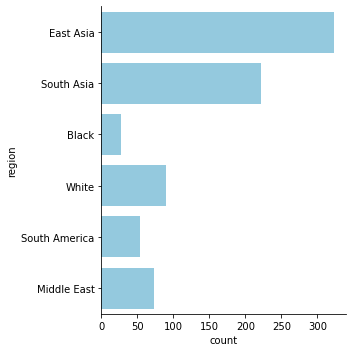 East Asia
South Asia
Black
White
South America
Middle East
region
0 50 100 150 200 250 300
count